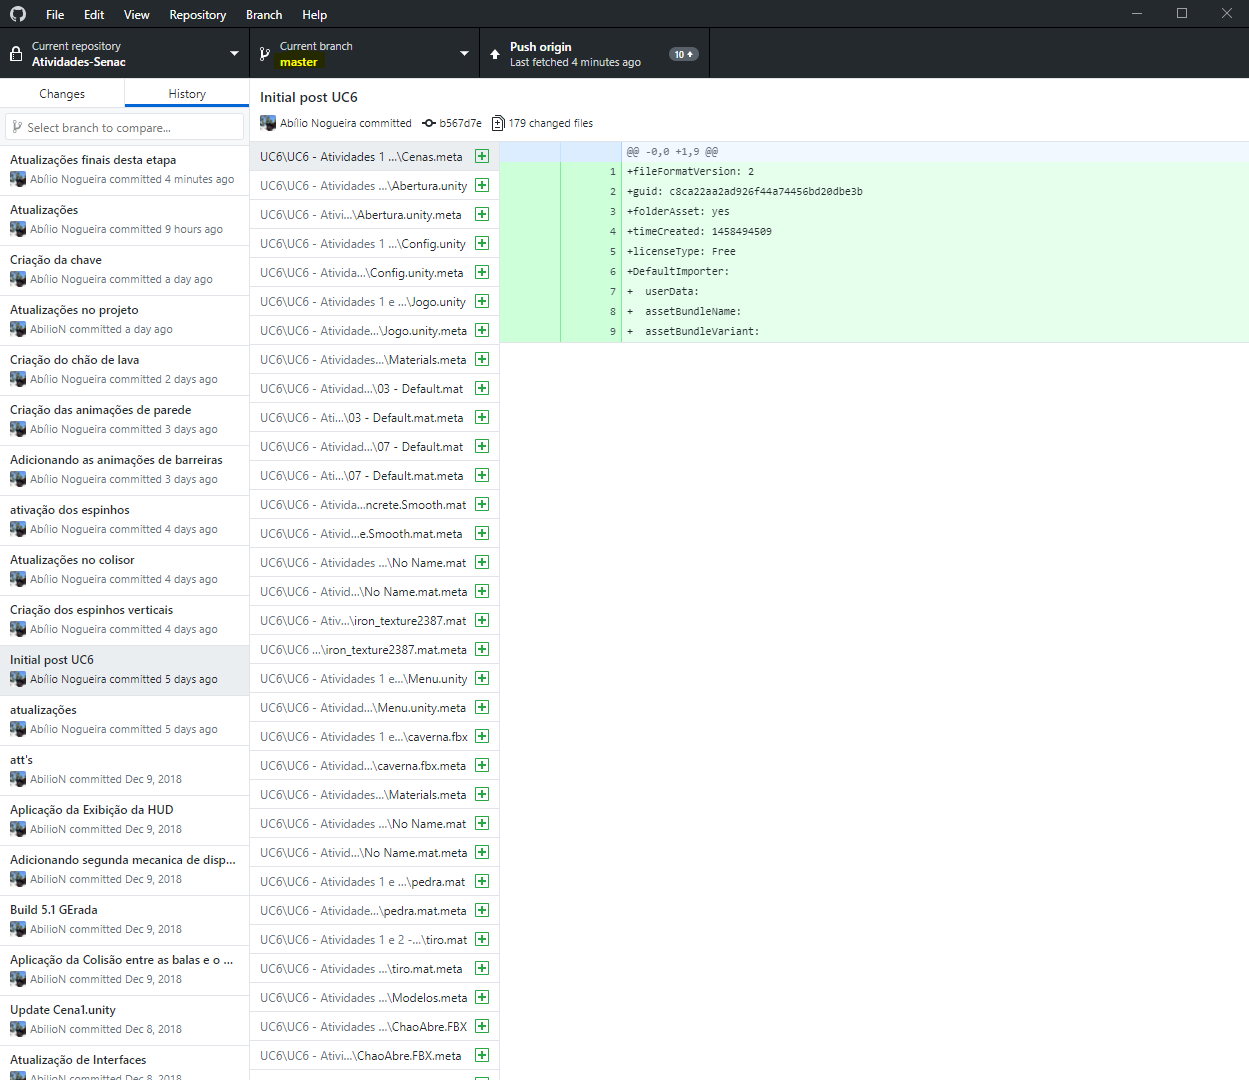 File Edit View Repository Branch Help
Current repository
Atividades-Senac
Current branch
master
Push origin
Last fetched 4 minutes ago
10
Changes
History
Select branch to compare...
Atualizações finais desta etapa
Abílio Nogueira committed 4 minutes ago
Atualizações
Abílio Nogueira committed 9 hours ago
Criação da chave
Abílio Nogueira committed a day ago
Atualizações no projeto
AbilioN committed a day ago
Criação do chão de lava
Abílio Nogueira committed 2 days ago
Criação das animações de parede
Abílio Nogueira committed 3 days ago
Adicionando as animações de barreiras
Abílio Nogueira committed 3 days ago
ativação dos espinhos
Abílio Nogueira committed 4 days ago
Atualizações no colisor
Abílio Nogueira committed 4 days ago
Criação dos espinhos verticais
Abílio Nogueira committed 4 days ago
Initial post UC6
Abílio Nogueira committed 5 days ago
atualizações
Abílio Nogueira committed 5 days ago
att's
AbilioN committed Dec 9, 2018
Aplicação da Exibição da HUD
AbilioN committed Dec 9, 2018
Adicionando segunda mecanica de disp...
AbilioN committed Dec 9, 2018
Build 5.1 GErada
AbilioN committed Dec 9, 2018
Aplicação da Colisão entre as balas e o ...
AbilioN committed Dec 9, 2018
Update Cena1.unity
AbilioN committed Dec 8, 2018
Atualização de Interfaces
AbilioN committed Dec 8, 2018
Initial post UC6
Abílio Nogueira committed b567d7e 179 changed files
UC6\UC6 - Atividades 1 ...\Cenas.meta
UC6\UC6 - Atividades ...\Abertura.unity
UC6\UC6 - Ativi...\Abertura.unity.meta
UC6\UC6 - Atividades 1 ...\Config.unity
UC6\UC6 - Ativida...\Config.unity.meta
UC6\UC6 - Atividades 1 e ...\Jogo.unity
UC6\UC6 - Atividade...\Jogo.unity.meta
UC6\UC6 - Atividades...\Materials.meta
UC6\UC6 - Atividad...\03 - Default.mat
UC6\UC6 - Ati...\03 - Default.mat.meta
UC6\UC6 - Atividad...\07 - Default.mat
UC6\UC6 - Ati...\07 - Default.mat.meta
UC6\UC6 - Ativida...ncrete.Smooth.mat
UC6\UC6 - Ativid...e.Smooth.mat.meta
UC6\UC6 - Atividades ...\No Name.mat
UC6\UC6 - Ativid...\No Name.mat.meta
UC6\UC6 - Ativ...\iron_texture2387.mat
UC6\UC6 ...\iron_texture2387.mat.meta
UC6\UC6 - Atividades 1 e...\Menu.unity
UC6\UC6 - Atividad...\Menu.unity.meta
UC6\UC6 - Atividades 1 e...\caverna.fbx
UC6\UC6 - Atividad...\caverna.fbx.meta
UC6\UC6 - Atividades...\Materials.meta
UC6\UC6 - Atividades ...\No Name.mat
UC6\UC6 - Ativid...\No Name.mat.meta
UC6\UC6 - Atividades 1 e ...\pedra.mat
UC6\UC6 - Atividade...\pedra.mat.meta
UC6\UC6 - Atividades 1 e 2 -...\tiro.mat
UC6\UC6 - Atividades ...\tiro.mat.meta
UC6\UC6 - Atividades ...\Modelos.meta
UC6\UC6 - Atividades ...\ChaoAbre.FBX
UC6\UC6 - Ativi...\ChaoAbre.FBX.meta
@@ -0,0 +1,9 @@
1 +fileFormatVersion: 2
2 +guid: c8ca22aa2ad926f44a74456bd20dbe3b
3 +folderAsset: yes
4 +timeCreated: 1458494509
5 +licenseType: Free
6 +DefaultImporter:
7 +  userData:
8 +  assetBundleName:
9 +  assetBundleVariant: